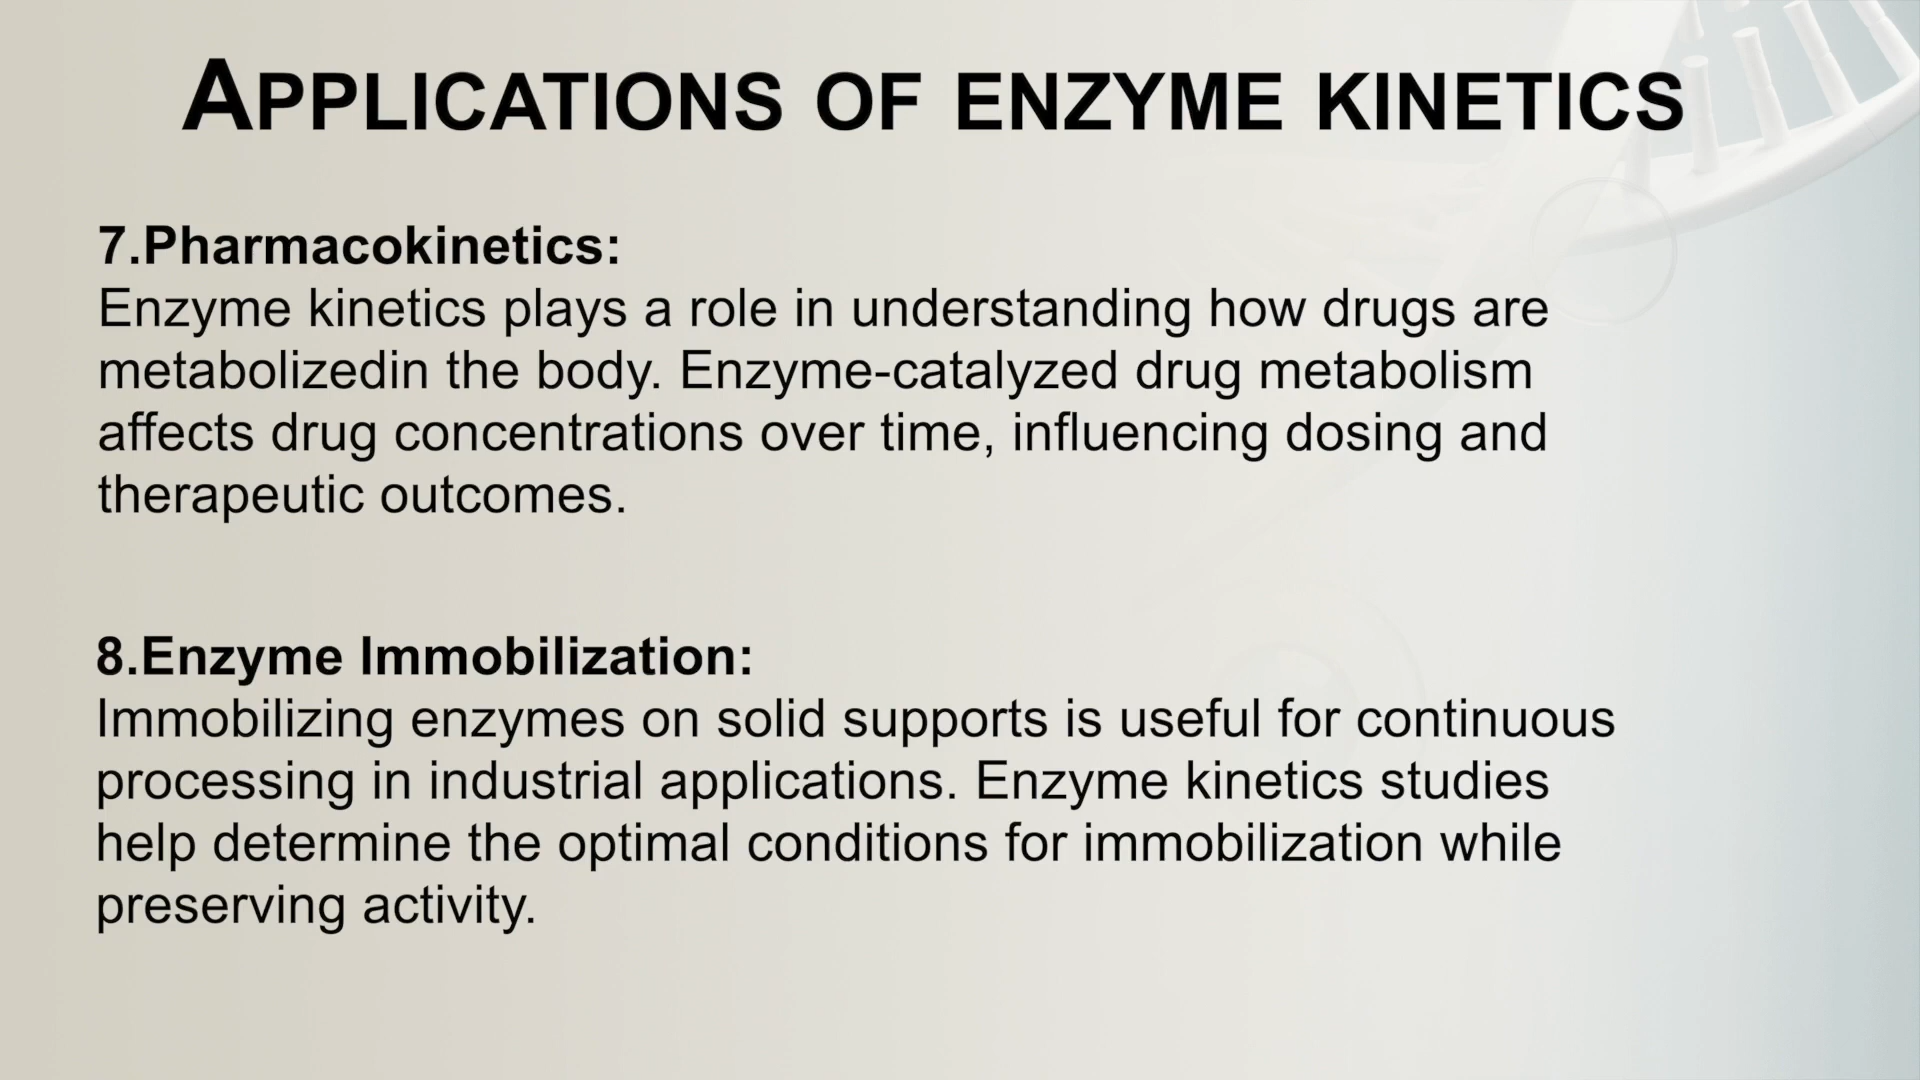 APPLICATIONS OF ENZYME KINETICS
7.Pharmacokinetics:
Enzyme kinetics plays a role in understanding how drugs are
metabolizedin the body. Enzyme-catalyzed drug metabolism
affects drug concentrations over time, influencing dosing and
therapeutic outcomes.
8.Enzyme Immobilization:
Immobilizing enzymes on solid supports is useful for continuous
processing in industrial applications. Enzyme kinetics studies
help determine the optimal conditions for immobilization while
preserving activity.